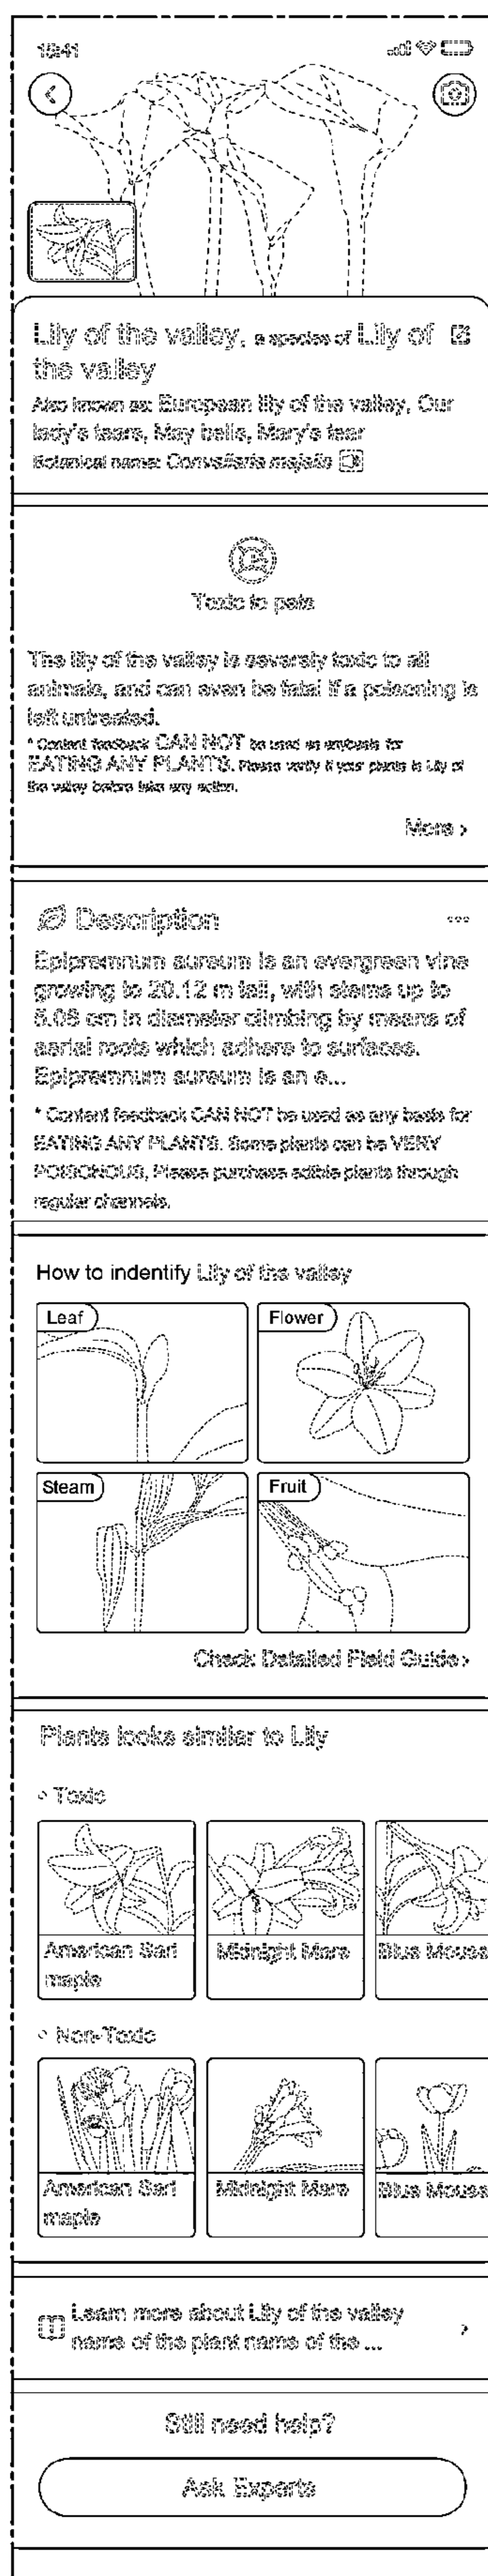 19:41
Lily of the valley, a species of Lily of
the valley
Also known as: European lily of the valley, Our
lady's tears, May bells, Mary's tear
Botanical name: Convallaria majalis
Toxic to pets
The lily of the valley is severely toxic to all
animals, and can even be fatal if a poisoning is
left untreated.
* Content feedback CAN NOT be used as any basis for
EATING ANY PLANTS. Please verify if your plants is Lily of
the valley before take any action.
More ›
Description
Epipremnum aureum is an evergreen vine
growing to 20.12 m tall, with stems up to
5.08 cm in diameter climbing by means of
aerial roots which adhere to surfaces.
Epipremnum aureum is an e...
* Content feedback CAN NOT be used as any basis for
EATING ANY PLANTS. Some plants can be VERY
POISONOUS, Please purchase edible plants through
regular channels.
How to indentify Lily of the valley
Leaf
Flower
Steam
Fruit
Check Detailed Field Guide›
Plants looks similar to Lily
Toxic
American Sarl
maple
Midnight Mare
Blue Mouse
Non-Toxic
American Sarl
maple
Midnight Mare
Blue Mouse
Learn more about Lily of the valley
name of the plant name of the ...
Still need help?
Ask Experts